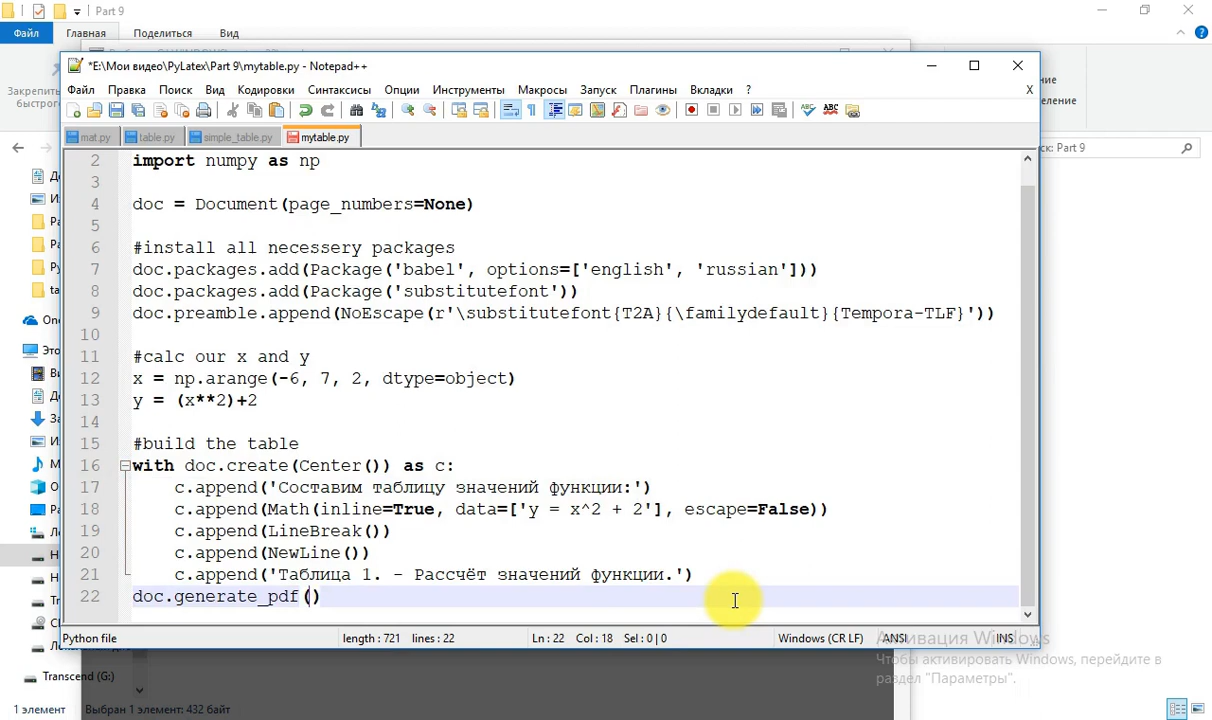 Part 9
Файл Главная Поделиться Вид
*E:\Мои видео\PyLatex\Part 9\mytable.py - Notepad++
Файл Правка Поиск Вид Кодировки Синтаксисы Опции Инструменты Макросы Запуск Плагины Вкладки ? X
Закрепить
быстрого
mat.py table.py simple_table.py mytable.py
ск: Part 9
2 import numpy as np
3
4 doc = Document(page_numbers=None)
5
6 #install all necessery packages
7 doc.packages.add(Package('babel', options=['english', 'russian']))
8 doc.packages.add(Package('substitutefont'))
9 doc.preamble.append(NoEscape(r'\substitutefont{T2A}{\familydefault}{Tempora-TLF}'))
10
11 #calc our x and y
12 x = np.arange(-6, 7, 2, dtype=object)
13 y = (x**2)+2
14
15 #build the table
16 with doc.create(Center()) as c:
17 c.append('Составим таблицу значений функции:')
18 c.append(Math(inline=True, data=['y = x^2 + 2'], escape=False))
19 c.append(LineBreak())
20 c.append(NewLine())
21 c.append('Таблица 1. - Рассчёт значений функции.')
22 doc.generate_pdf()
Python file length : 721 lines : 22 Ln : 22 Col : 18 Sel : 0 | 0 Windows (CR LF) ANSI INS
Активация Windows
Чтобы активировать Windows, перейдите в
раздел "Параметры".
Transcend (G:)
1 элемент Выбран 1 элемент: 432 байт